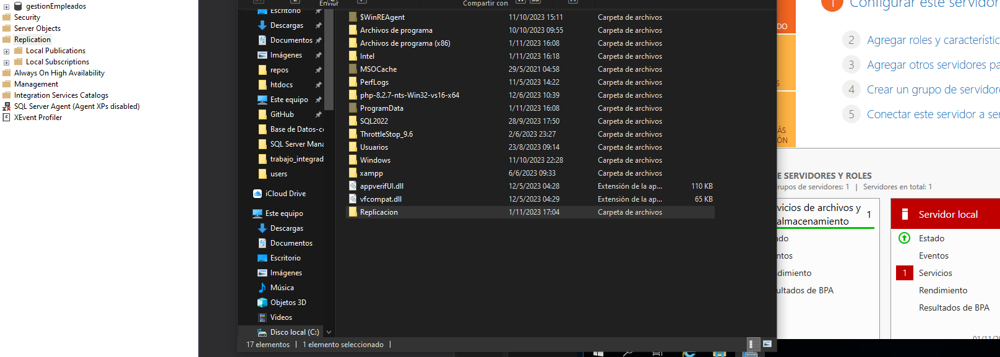 gestionEmpleados
Security
Server Objects
Replication
Local Publications
Local Subscriptions
Always On High Availability
Management
Integration Services Catalogs
SQL Server Agent (Agent XPs disabled)
XEvent Profiler
Enviar
Compartir con
Escritorio
Descargas
Documentos
Imágenes
repos
htdocs
Este equipo
GitHub
Base de Datos-c
SQL Server Mana
trabajo_integrad
users
iCloud Drive
Este equipo
Descargas
Documentos
Escritorio
Imágenes
Música
Objetos 3D
Videos
Disco local (C:)
$WinREAgent 11/10/2023 15:11 Carpeta de archivos
Archivos de programa 10/10/2023 09:55 Carpeta de archivos
Archivos de programa (x86) 1/11/2023 16:08 Carpeta de archivos
Intel 1/11/2023 16:18 Carpeta de archivos
MSOCache 29/5/2021 04:58 Carpeta de archivos
PerfLogs 11/5/2023 14:22 Carpeta de archivos
php-8.2.7-nts-Win32-vs16-x64 12/6/2023 10:39 Carpeta de archivos
ProgramData 1/11/2023 16:08 Carpeta de archivos
SQL2022 28/9/2023 17:50 Carpeta de archivos
ThrottleStop_9.6 2/6/2023 23:27 Carpeta de archivos
Usuarios 23/8/2023 09:14 Carpeta de archivos
Windows 11/10/2023 22:28 Carpeta de archivos
xampp 6/6/2023 09:33 Carpeta de archivos
appverifUI.dll 12/5/2023 04:28 Extensión de la ap... 110 KB
vfcompat.dll 12/5/2023 04:29 Extensión de la ap... 65 KB
Replicacion 1/11/2023 17:04 Carpeta de archivos
17 elementos | 1 elemento seleccionado |
DO
S
ÁS
ÓN
1 Configurar este servidor
2 Agregar roles y característic
3 Agregar otros servidores pa
4 Crear un grupo de servidor
5 Conectar este servidor a ser
E SERVIDORES Y ROLES
rupos de servidores: 1 | Servidores en total: 1
vicios de archivos y
almacenamiento
1
ado
ntos
dimiento
ultados de BPA
Servidor local
Estado
Eventos
1 Servicios
Rendimiento
Resultados de BPA